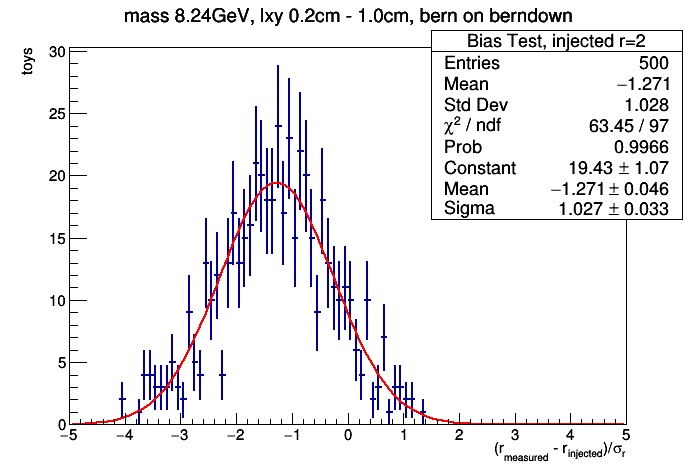 mass 8.24GeV, lxy 0.2cm - 1.0cm, bern on berndown
toys
Bias Test, injected r=2
Entries 500
Mean −1.271
Std Dev 1.028
χ² / ndf 63.45 / 97
Prob 0.9966
Constant 19.43 ± 1.07
Mean −1.271 ± 0.046
Sigma 1.027 ± 0.033
30
25
20
15
10
5
0
−5 −4 −3 −2 −1 0 1 2 3 4 5
(r_measured - r_injected)/σ_r